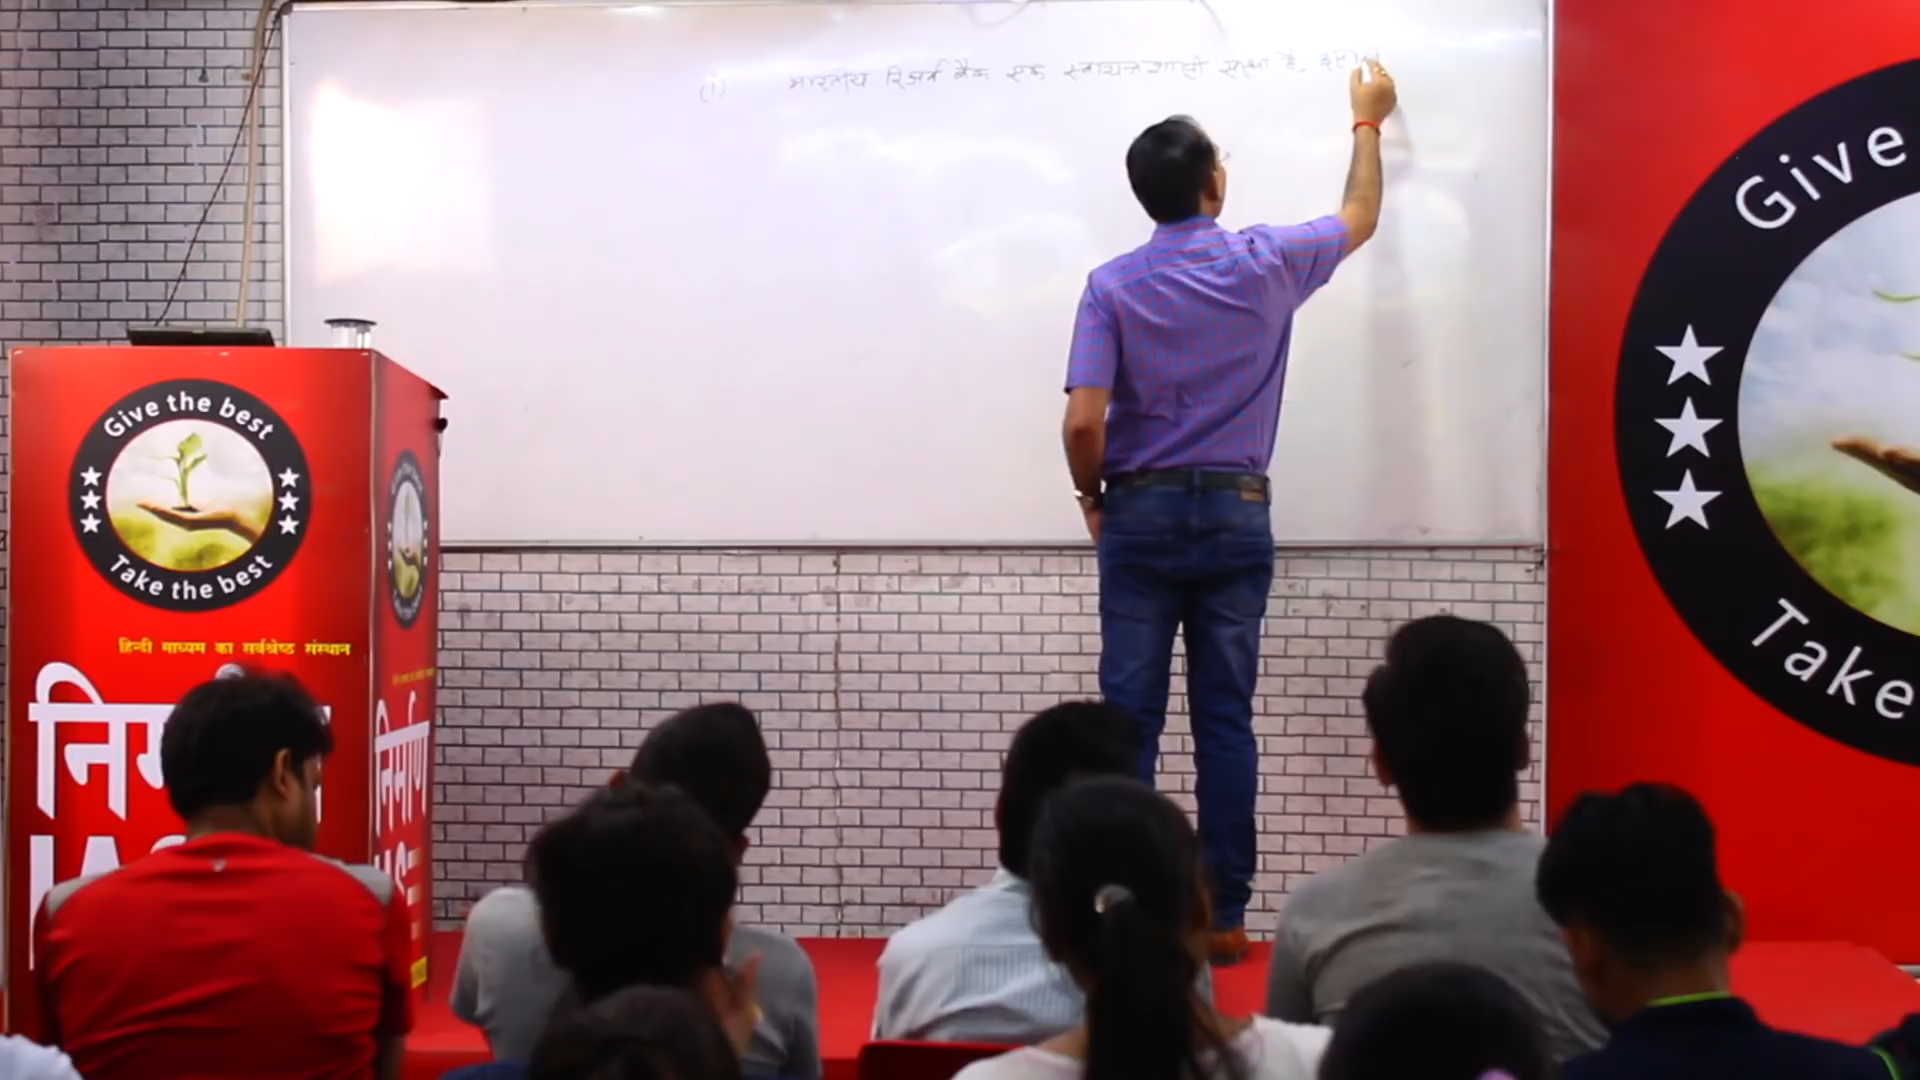 (i) भारतीय रिजर्व बैंक एक स्वायत्तशासी संस्था है,
Give the best
Take the best
हिन्दी माध्यम का सर्वश्रेष्ठ संस्थान
निर्माण
Give
Take